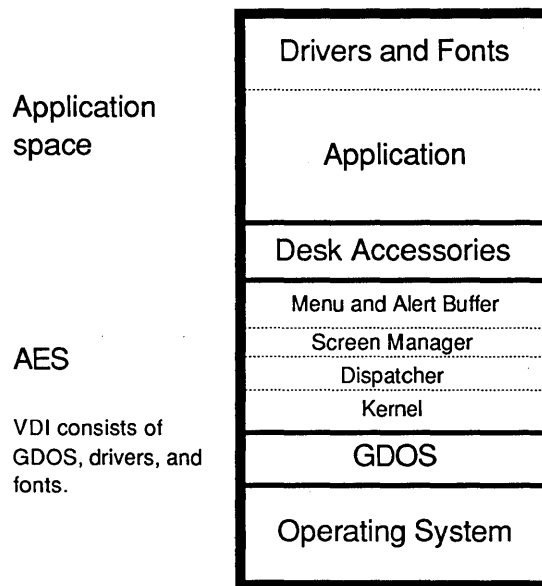 Drivers and Fonts
Application
space
Application
Desk Accessories
Menu and Alert Buffer
Screen Manager
AES
Dispatcher
Kernel
VDI consists of
GDOS, drivers, and
fonts.
GDOS
Operating System